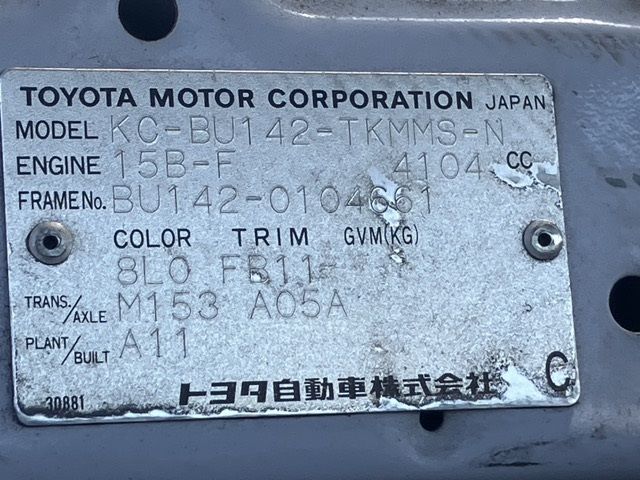 TOYOTA MOTOR CORPORATION JAPAN
MODEL KC-BU142-TKMMS-N
ENGINE 15B-F 4104 CC
FRAME No. BU142-0104661
COLOR TRIM GVM(KG)
8L0 FB11-
TRANS./AXLE M153 A05A
PLANT/BUILT A11
トヨタ自動車株式会社 C
30881